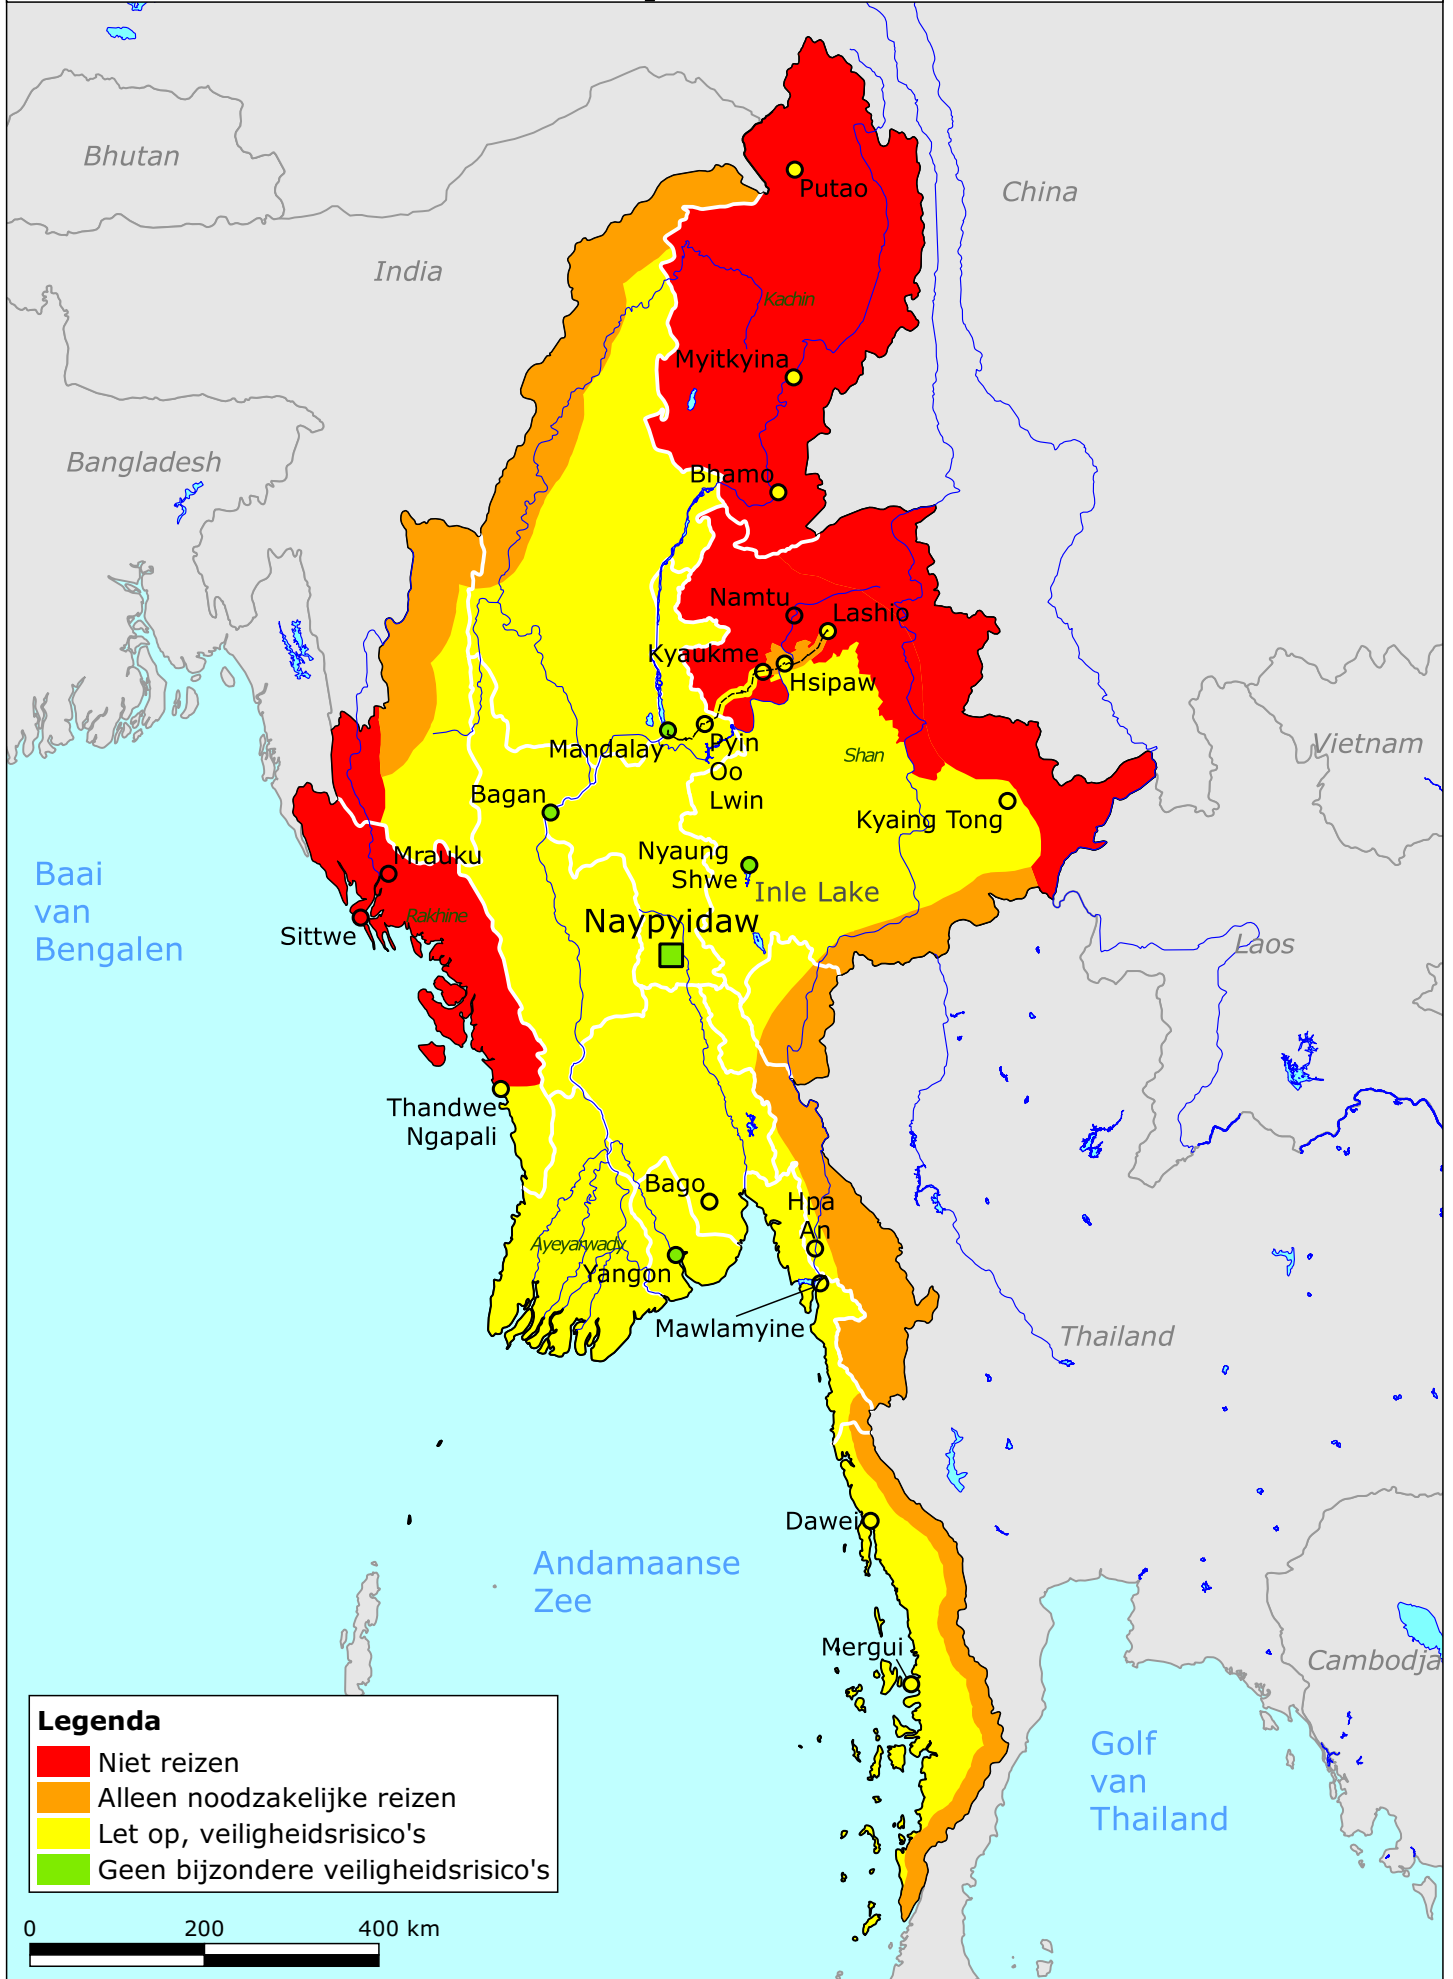 Bhutan
China
Putao
India
Kachin
Myitkyina
Bangladesh
Bhamo
Namtu
Lashio
Kyaukme
Hsipaw
Mandalay
Pyin
Oo
Lwin
Shan
Vietnam
Bagan
Kyaing Tong
Mrauku
Nyaung
Shwe
Inle Lake
Baai
van
Bengalen
Rakhine
Sittwe
Naypyidaw
Laos
Thandwe
Ngapali
Bago
Hpa
An
Ayeyarwady
Yangon
Mawlamyine
Thailand
Dawei
Andamaanse
Zee
Mergui
Cambodja
Golf
van
Thailand
Legenda
Niet reizen
Alleen noodzakelijke reizen
Let op, veiligheidsrisico's
Geen bijzondere veiligheidsrisico's
0 200 400 km